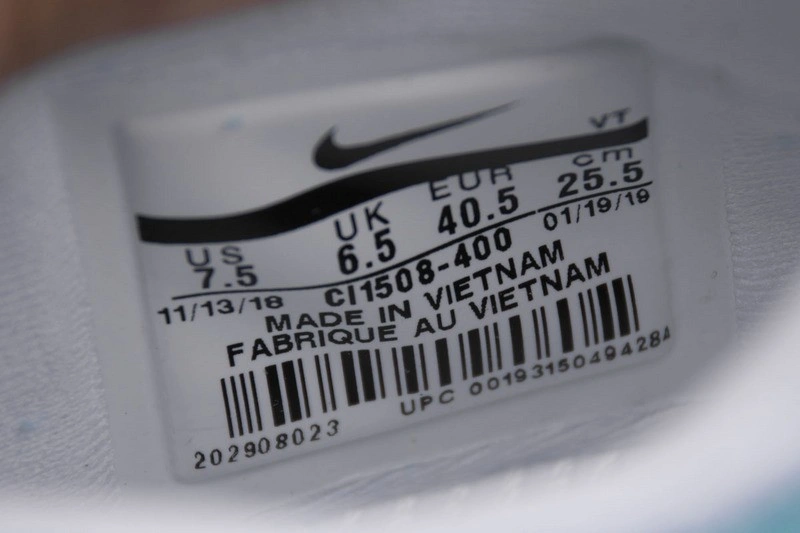 VT
US UK EUR cm
7.5 6.5 40.5 25.5
11/13/18 CI1508-400 01/19/19
MADE IN VIETNAM
FABRIQUE AU VIETNAM
202908023 UPC 00193150494284